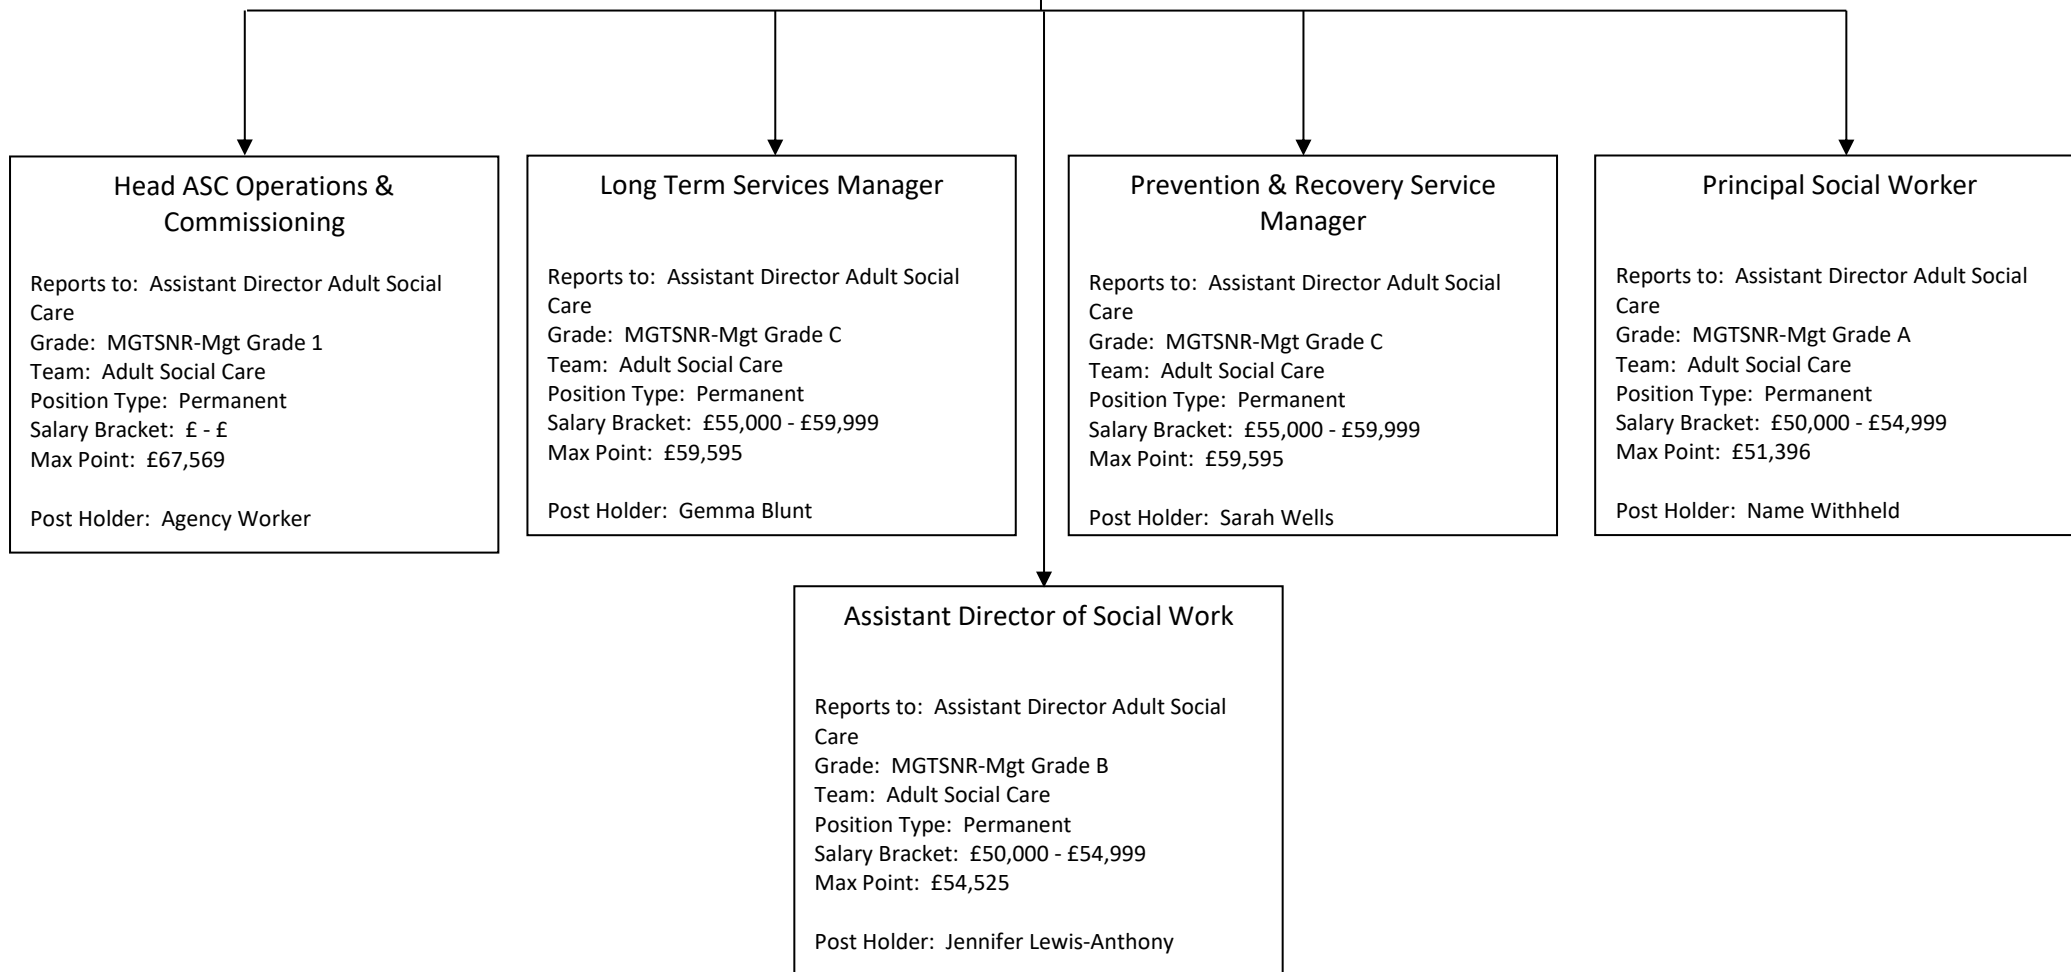 Head ASC Operations &
Commissioning
Reports to:  Assistant Director Adult Social
Care
Grade:  MGTSNR-Mgt Grade 1
Team:  Adult Social Care
Position Type:  Permanent
Salary Bracket:  £ - £
Max Point:  £67,569
Post Holder:  Agency Worker
Long Term Services Manager
Reports to:  Assistant Director Adult Social
Care
Grade:  MGTSNR-Mgt Grade C
Team:  Adult Social Care
Position Type:  Permanent
Salary Bracket:  £55,000 - £59,999
Max Point:  £59,595
Post Holder:  Gemma Blunt
Prevention & Recovery Service
Manager
Reports to:  Assistant Director Adult Social
Care
Grade:  MGTSNR-Mgt Grade C
Team:  Adult Social Care
Position Type:  Permanent
Salary Bracket:  £55,000 - £59,999
Max Point:  £59,595
Post Holder:  Sarah Wells
Principal Social Worker
Reports to:  Assistant Director Adult Social
Care
Grade:  MGTSNR-Mgt Grade A
Team:  Adult Social Care
Position Type:  Permanent
Salary Bracket:  £50,000 - £54,999
Max Point:  £51,396
Post Holder:  Name Withheld
Assistant Director of Social Work
Reports to:  Assistant Director Adult Social
Care
Grade:  MGTSNR-Mgt Grade B
Team:  Adult Social Care
Position Type:  Permanent
Salary Bracket:  £50,000 - £54,999
Max Point:  £54,525
Post Holder:  Jennifer Lewis-Anthony